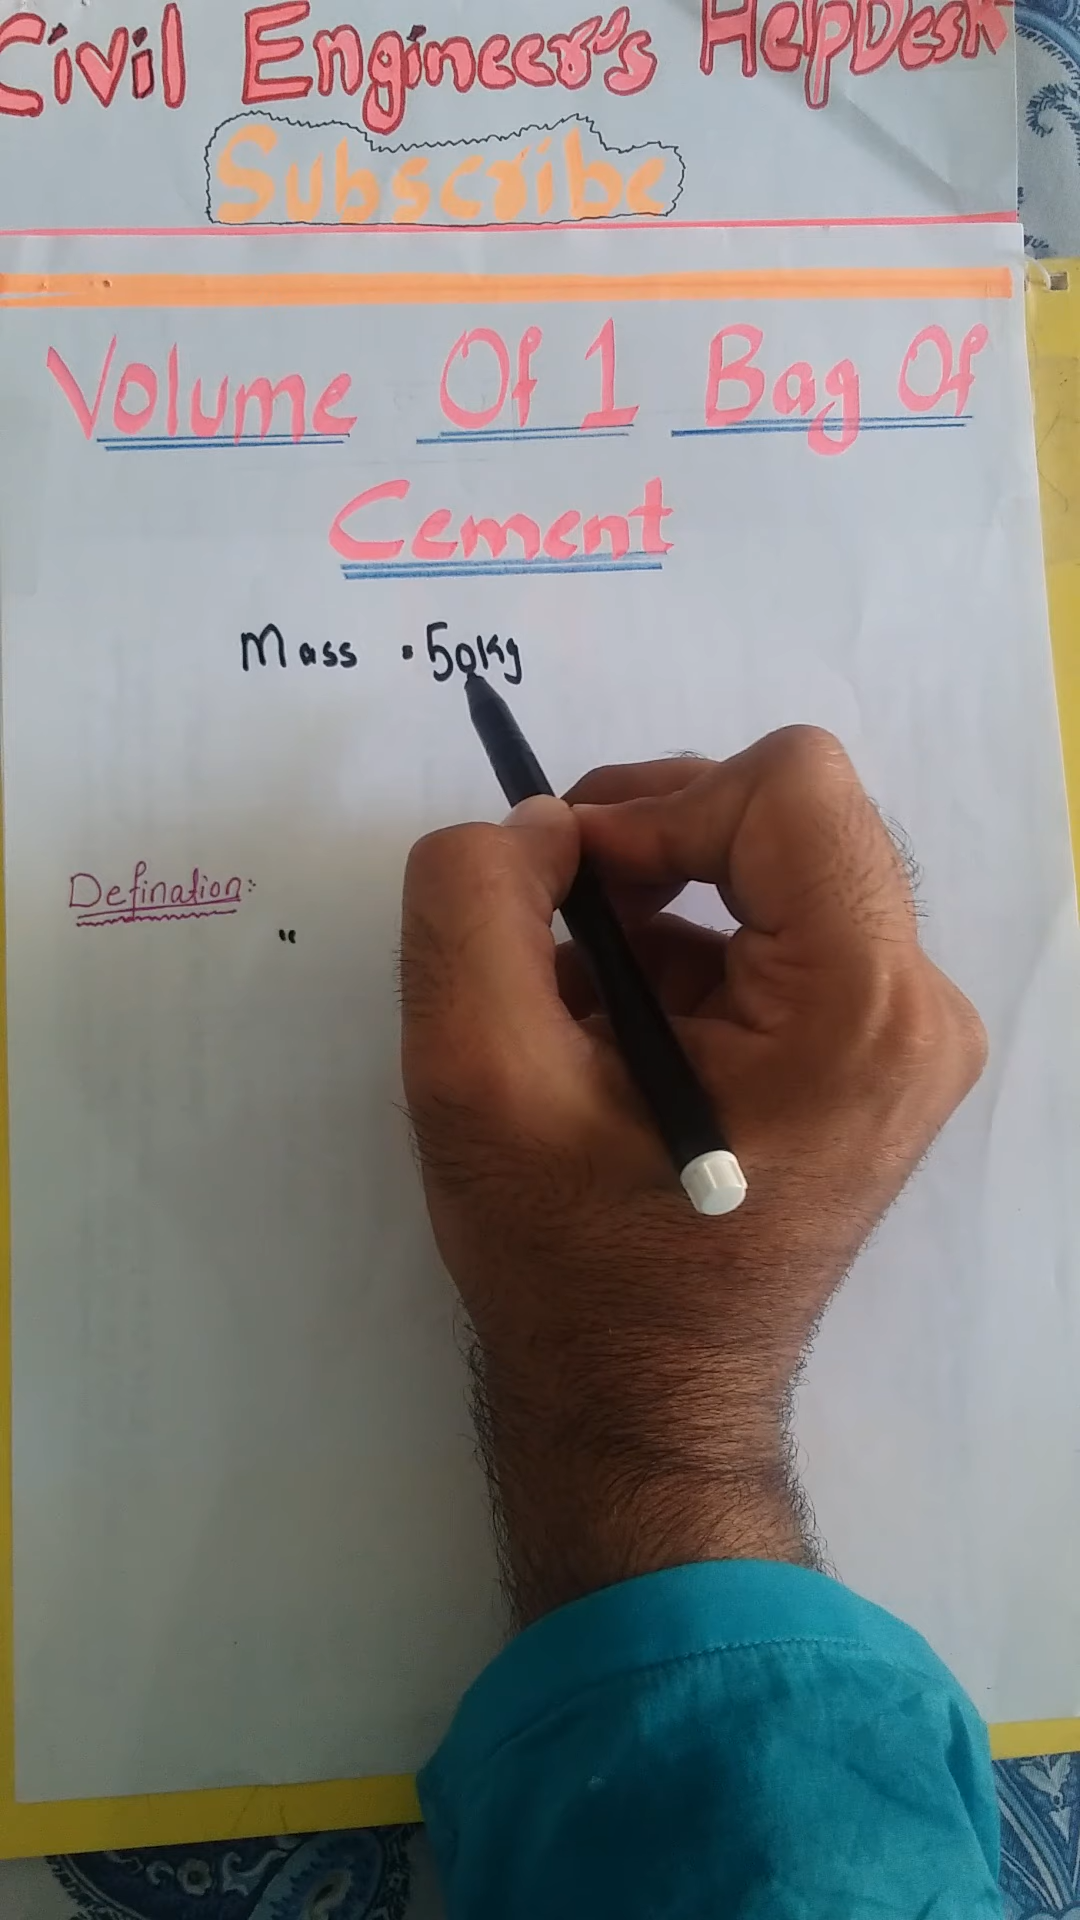 Civil Engineer's HelpDesk
Subscribe
Volume Of 1 Bag Of
Cement
Mass = 50Kg
Defination:
"